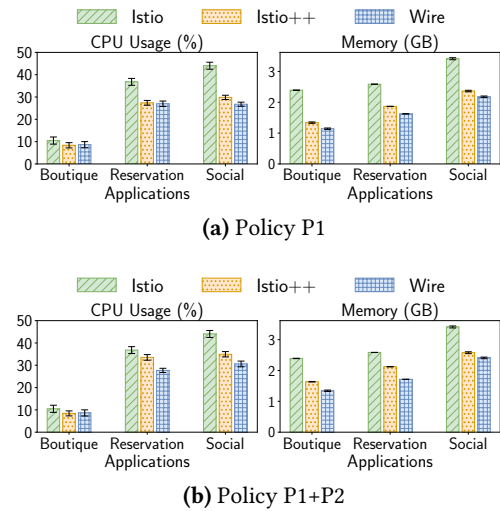 Istio Istio++ Wire
CPU Usage (%) Memory (GB)
50
40
30
20
10
0
3
2
1
0
Boutique Reservation Social Boutique Reservation Social
Applications Applications
(a) Policy P1
Istio Istio++ Wire
CPU Usage (%) Memory (GB)
50
40
30
20
10
0
3
2
1
0
Boutique Reservation Social Boutique Reservation Social
Applications Applications
(b) Policy P1+P2